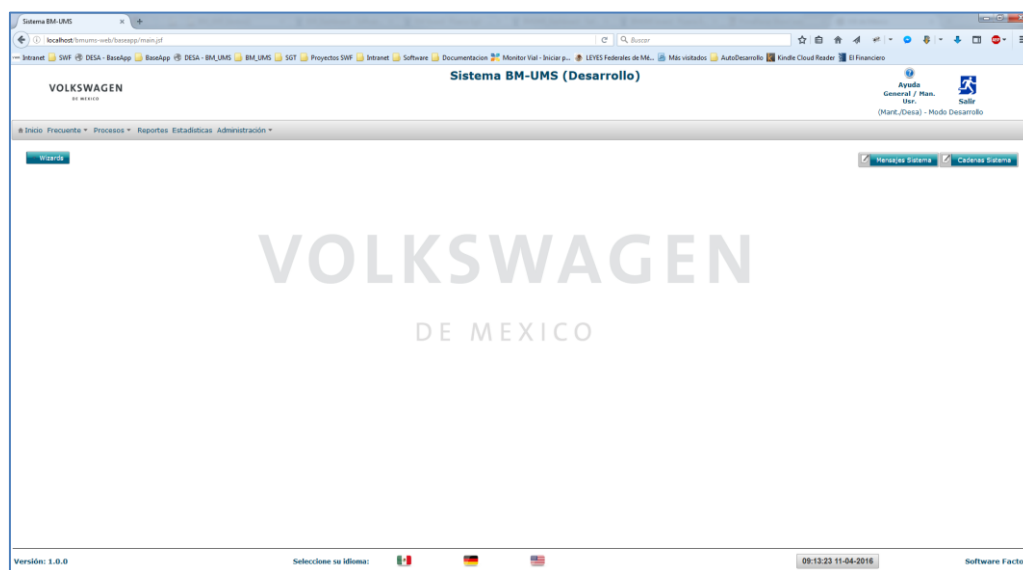 Sistema BM-UMS
localhost/bmums-web/baseapp/main.jsf
Buscar
Intranet SWF DESA - BaseApp BaseApp DESA - BM_UMS BM_UMS SGT Proyectos SWF Intranet Software Documentacion Monitor Vial - Iniciar p... LEYES Federales de Mé... Más visitados AutoDesarrollo Kindle Cloud Reader El Financiero
Sistema BM-UMS (Desarrollo)
VOLKSWAGEN
DE MEXICO
Ayuda
General / Man.
Usr.
Salir
(Mant./Desa) - Modo Desarrollo
Inicio Frecuente Procesos Reportes Estadísticas Administración
Wizards
Mensajes Sistema Cadenas Sistema
VOLKSWAGEN
DE MEXICO
Versión: 1.0.0 Seleccione su idioma: 09:13:23 11-04-2016 Software Facto